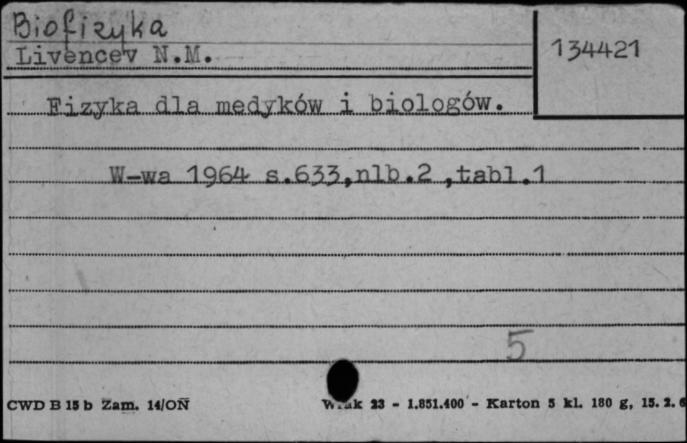 Biofizyka
Livencev N.M.
134421
Fizyka dla medyków i biologów.
W-wa 1964 s.633,nlb.2 ,tabl.1
5
CWD B 15 b Zam. 14/ON
23 - 1.851.400 - Karton 5 kl. 180 g, 15. 2. 6